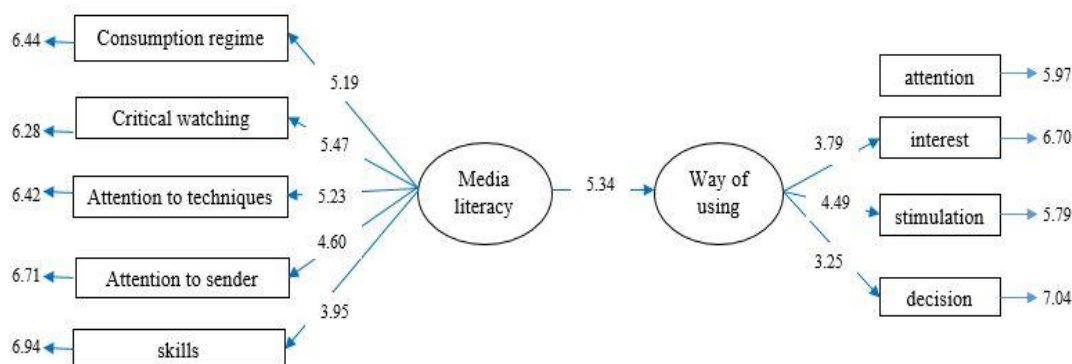 6.44
Consumption regime
5.19
6.28
Critical watching
5.47
6.42
Attention to techniques
5.23
6.71
Attention to sender
4.60
6.94
skills
3.95
Media
literacy
5.34
Way of
using
attention
5.97
3.79
interest
6.70
4.49
stimulation
5.79
3.25
decision
7.04